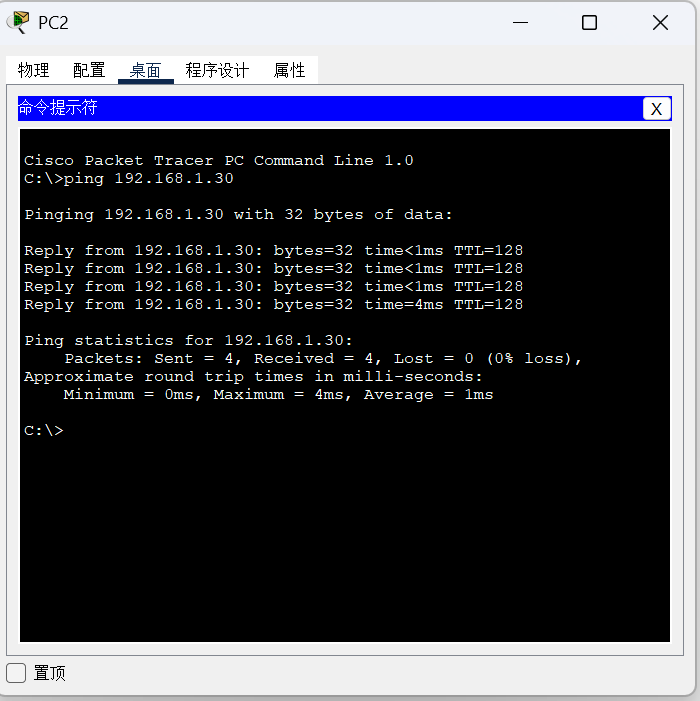 PC2
物理 配置 桌面 程序设计 属性
命令提示符 X
Cisco Packet Tracer PC Command Line 1.0
C:\>ping 192.168.1.30
Pinging 192.168.1.30 with 32 bytes of data:
Reply from 192.168.1.30: bytes=32 time<1ms TTL=128
Reply from 192.168.1.30: bytes=32 time<1ms TTL=128
Reply from 192.168.1.30: bytes=32 time<1ms TTL=128
Reply from 192.168.1.30: bytes=32 time=4ms TTL=128
Ping statistics for 192.168.1.30:
Packets: Sent = 4, Received = 4, Lost = 0 (0% loss),
Approximate round trip times in milli-seconds:
Minimum = 0ms, Maximum = 4ms, Average = 1ms
C:\>
置顶